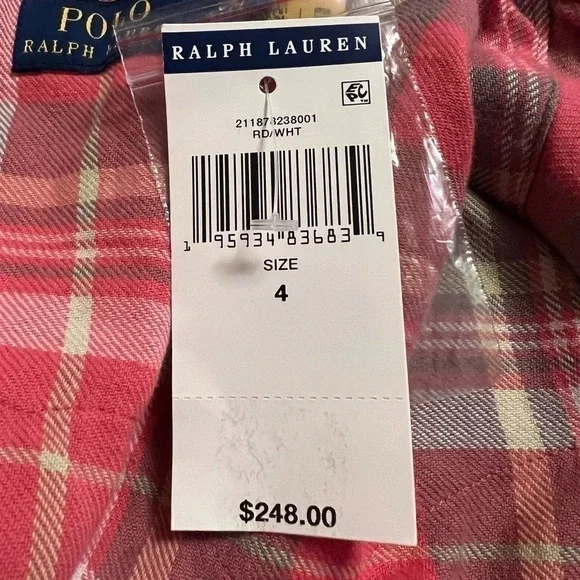 POLO
RALPH
RALPH LAUREN
211878238001
RD/WHT
1 95934 83683 9
SIZE
4
$248.00